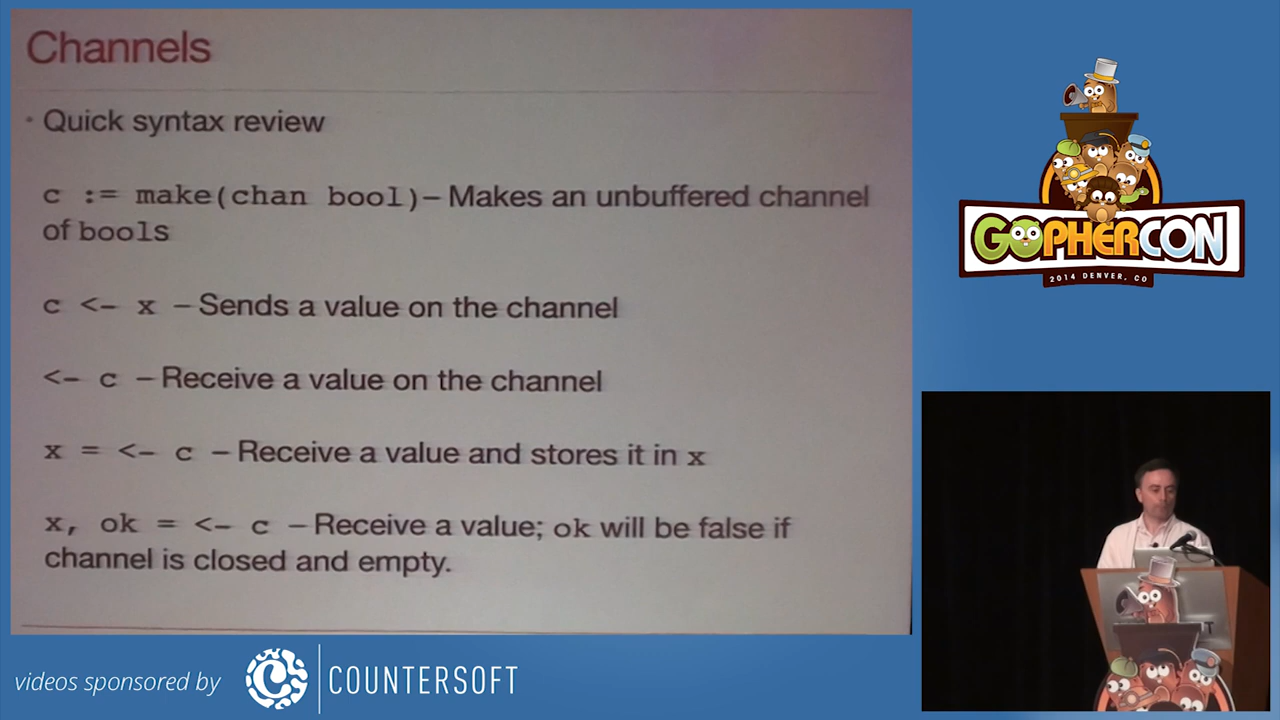 Channels
• Quick syntax review
c := make(chan bool)– Makes an unbuffered channel
of bools
c <- x – Sends a value on the channel
<- c – Receive a value on the channel
x = <- c – Receive a value and stores it in x
x, ok = <- c – Receive a value; ok will be false if
channel is closed and empty.
GOPHERCON
2014 DENVER, CO
videos sponsored by
COUNTERSOFT